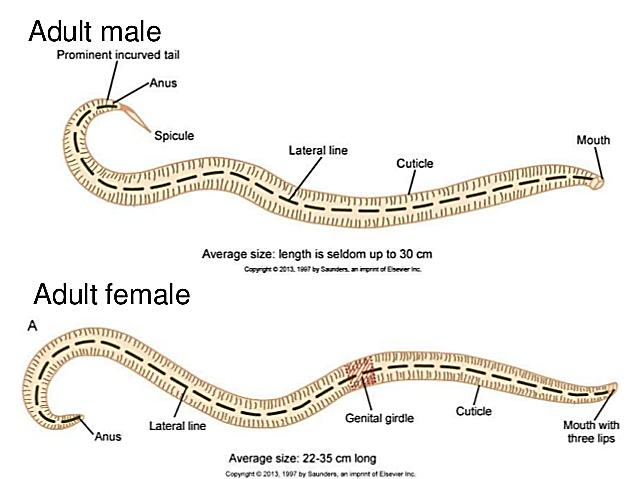 Adult male
Prominent incurved tail
Anus
Spicule
Lateral line
Cuticle
Mouth
Average size: length is seldom up to 30 cm
Copyright © 2013, 1997 by Saunders, an imprint of Elsevier Inc.
Adult female
A
Anus
Lateral line
Genital girdle
Cuticle
Mouth with
three lips
Average size: 22-35 cm long
Copyright © 2013, 1997 by Saunders, an imprint of Elsevier Inc.